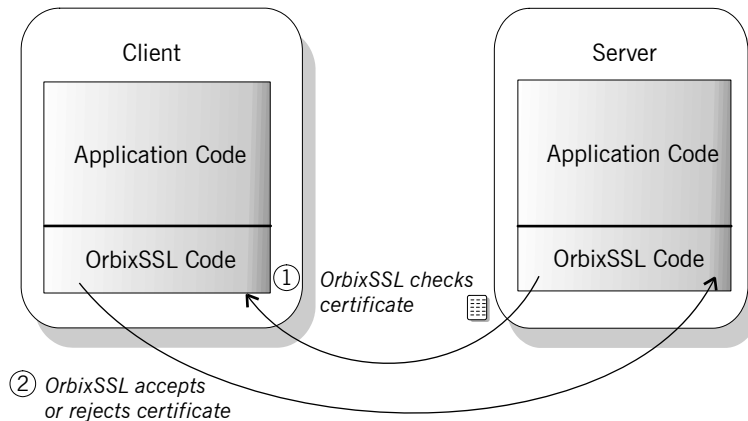 Client
Server
Application Code
Application Code
OrbixSSL Code
OrbixSSL Code
① OrbixSSL checks
certificate
② OrbixSSL accepts
or rejects certificate